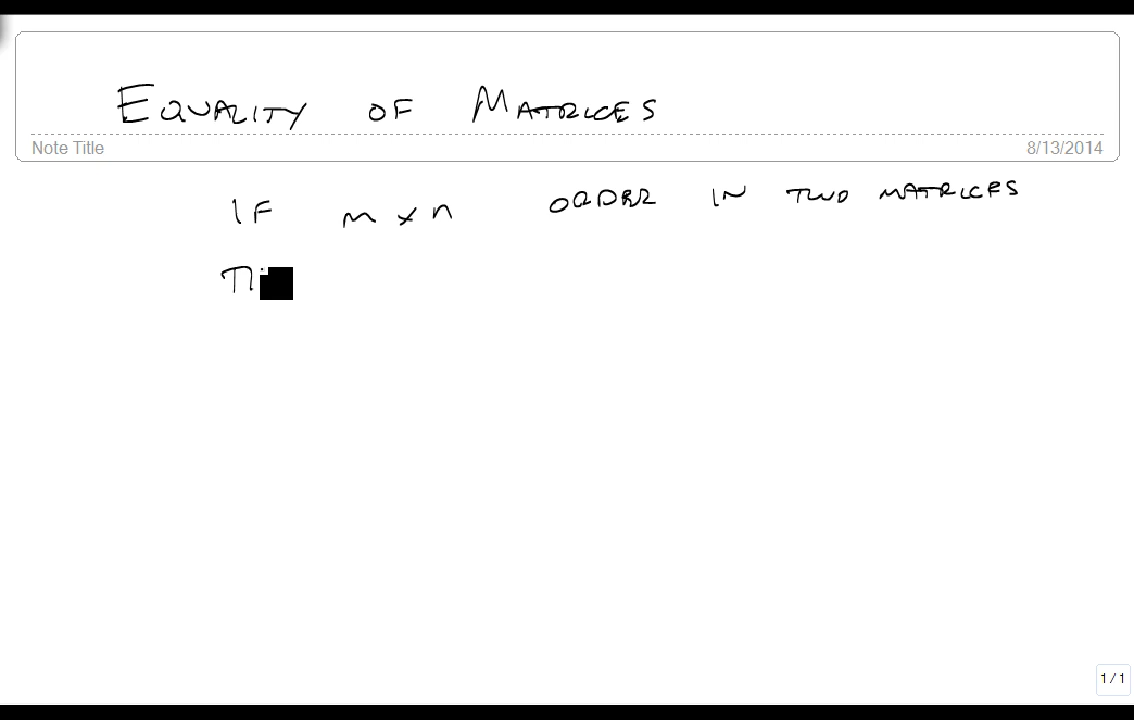 EQUALITY OF MATRICES
Note Title
8/13/2014
IF m x n ORDER IN TWO MATRICES
1/1